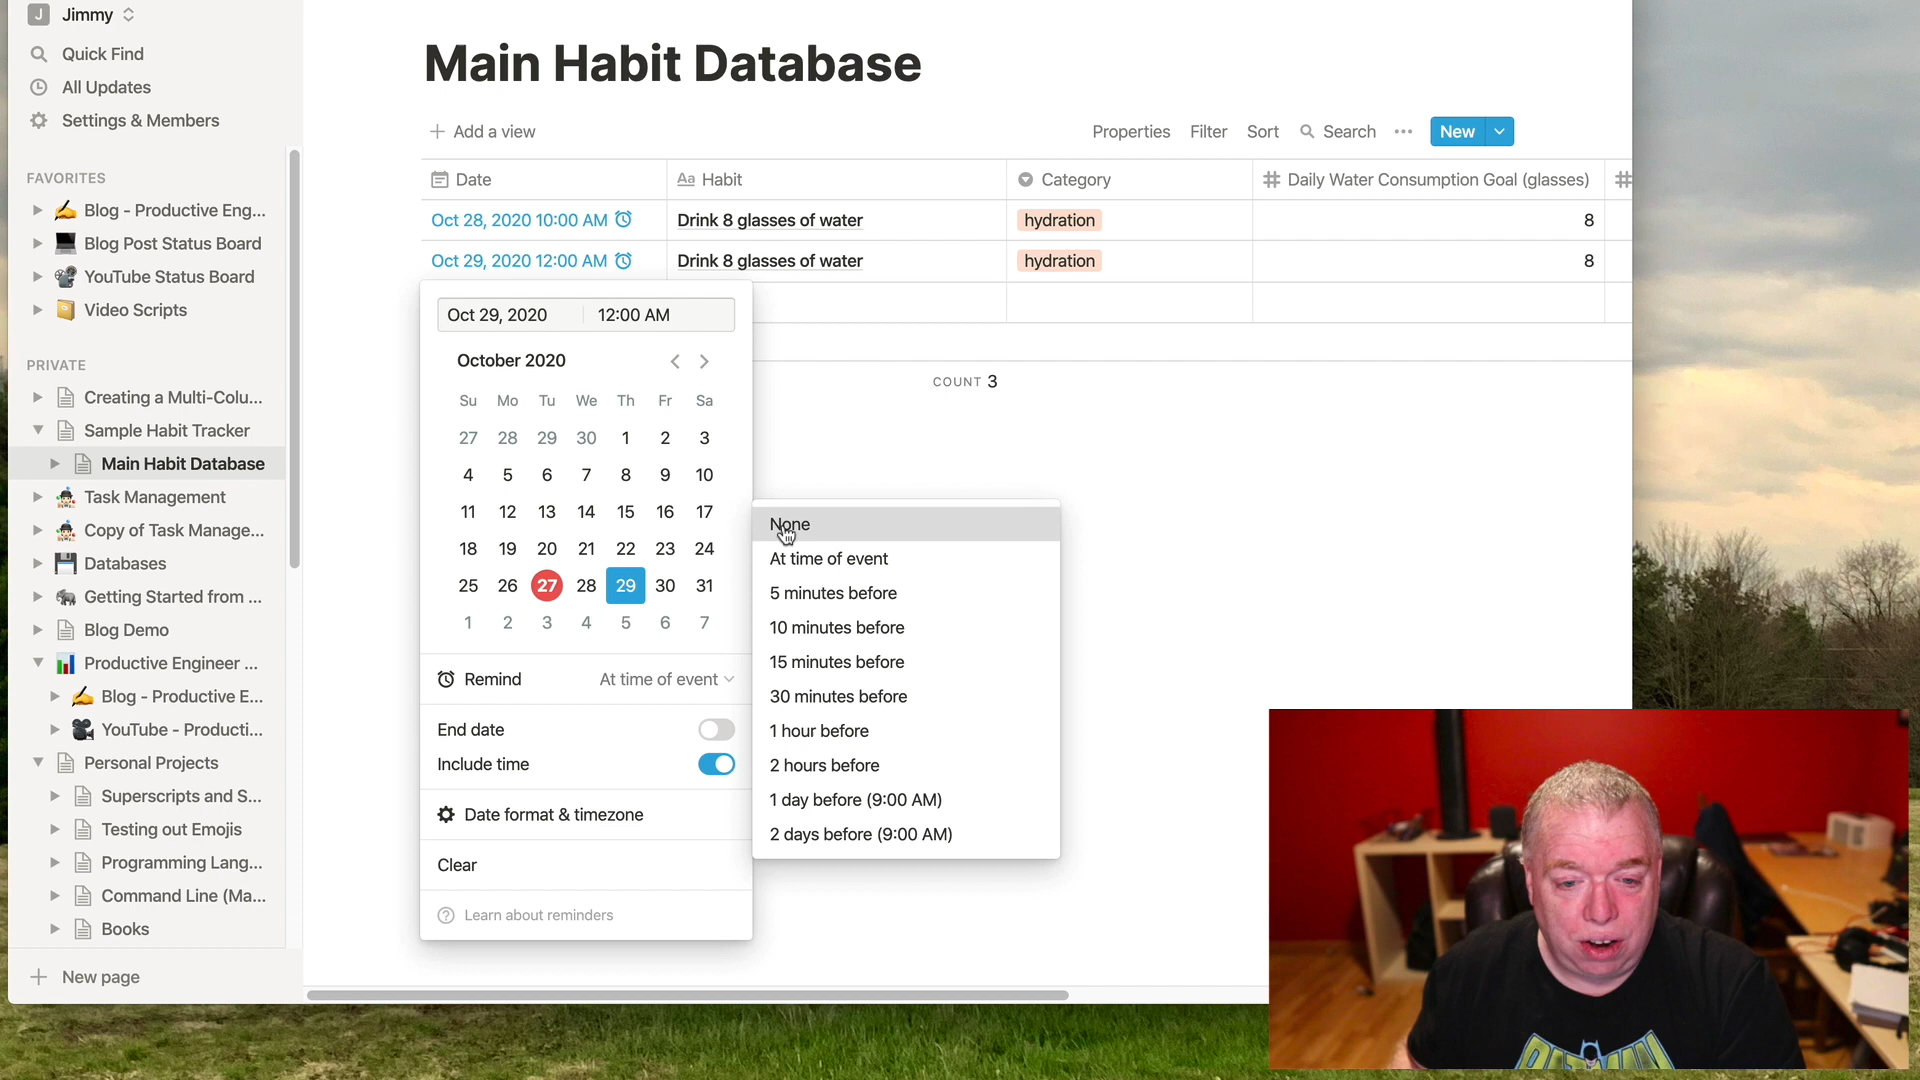 J Jimmy
Quick Find
All Updates
Settings & Members
FAVORITES
Blog - Productive Eng...
Blog Post Status Board
YouTube Status Board
Video Scripts
PRIVATE
Creating a Multi-Colu...
Sample Habit Tracker
Main Habit Database
Task Management
Copy of Task Manage...
Databases
Getting Started from ...
Blog Demo
Productive Engineer ...
Blog - Productive E...
YouTube - Producti...
Personal Projects
Superscripts and S...
Testing out Emojis
Programming Lang...
Command Line (Ma...
Books
New page
Main Habit Database
Add a view
Properties Filter Sort Search ... New
Date Aa Habit Category # Daily Water Consumption Goal (glasses) #
Oct 28, 2020 10:00 AM Drink 8 glasses of water hydration 8
Oct 29, 2020 12:00 AM Drink 8 glasses of water hydration 8
COUNT 3
Oct 29, 2020 12:00 AM
October 2020
Su Mo Tu We Th Fr Sa
27 28 29 30 1 2 3
4 5 6 7 8 9 10
11 12 13 14 15 16 17
18 19 20 21 22 23 24
25 26 27 28 29 30 31
1 2 3 4 5 6 7
Remind At time of event
End date
Include time
Date format & timezone
Clear
? Learn about reminders
None
At time of event
5 minutes before
10 minutes before
15 minutes before
30 minutes before
1 hour before
2 hours before
1 day before (9:00 AM)
2 days before (9:00 AM)
BATMAN